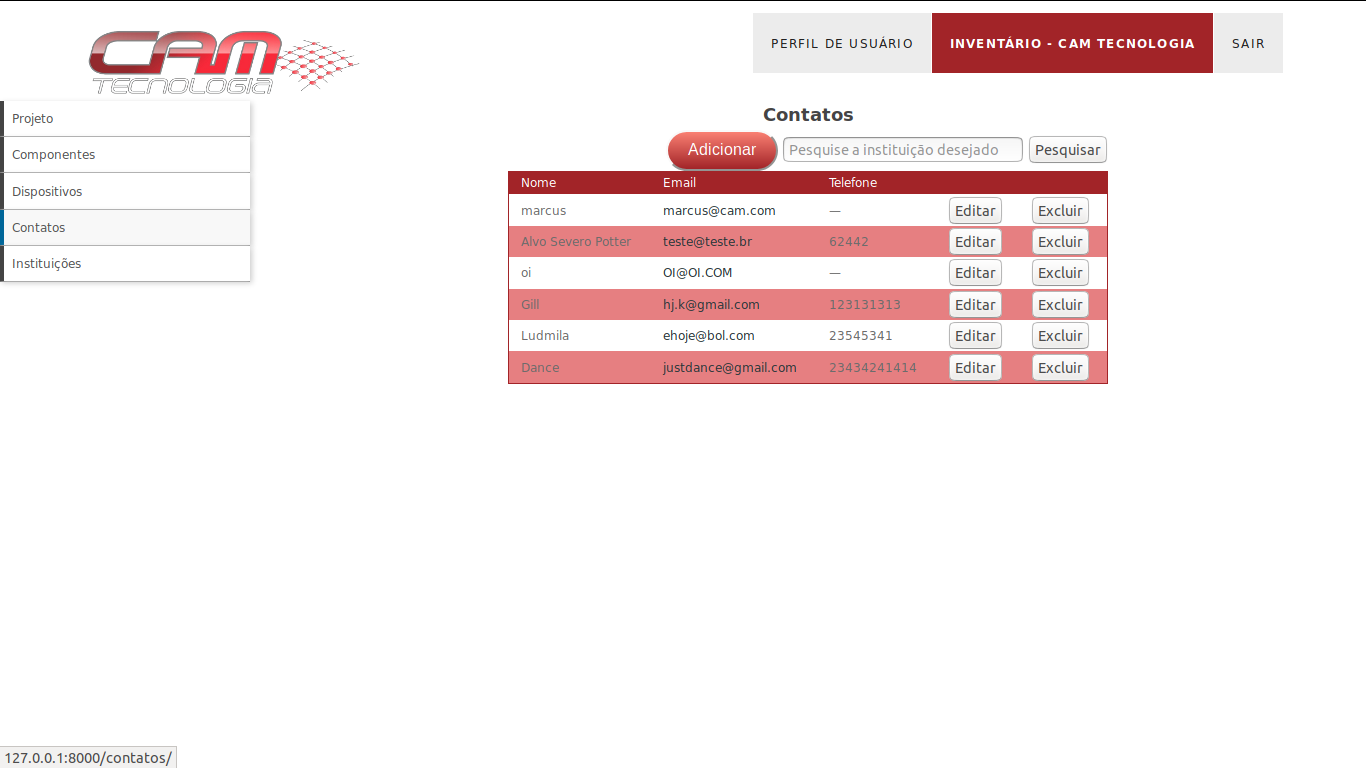 CAM
TECNOLOGIA
PERFIL DE USUÁRIO INVENTÁRIO - CAM TECNOLOGIA SAIR
Projeto
Componentes
Dispositivos
Contatos
Instituições
Contatos
Adicionar Pesquise a instituição desejado Pesquisar
Nome Email Telefone
marcus marcus@cam.com — Editar Excluir
Alvo Severo Potter teste@teste.br 62442 Editar Excluir
oi OI@OI.COM — Editar Excluir
Gill hj.k@gmail.com 123131313 Editar Excluir
Ludmila ehoje@bol.com 23545341 Editar Excluir
Dance justdance@gmail.com 23434241414 Editar Excluir
127.0.0.1:8000/contatos/